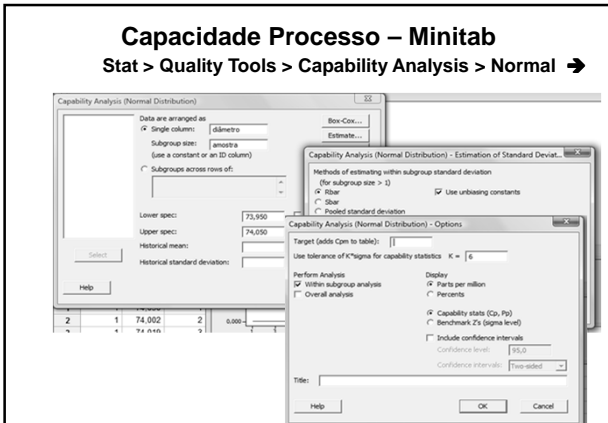 Capacidade Processo – Minitab
Stat > Quality Tools > Capability Analysis > Normal ➔
Capability Analysis (Normal Distribution)
Data are arranged as
Single column: diâmetro
Subgroup size: amostra
(use a constant or an ID column)
Subgroups across rows of:
Box-Cox...
Estimate...
Lower spec: 73,950
Upper spec: 74,050
Historical mean:
Historical standard deviation:
Select
Help
Capability Analysis (Normal Distribution) - Estimation of Standard Deviat...
Methods of estimating within subgroup standard deviation
(for subgroup size > 1)
Rbar
Use unbiasing constants
Sbar
Pooled standard deviation
Capability Analysis (Normal Distribution) - Options
Target (adds Cpm to table):
Use tolerance of K*sigma for capability statistics K = 6
Perform Analysis
Within subgroup analysis
Overall analysis
Display
Parts per million
Percents
Capability stats (Cp, Pp)
Benchmark Z's (sigma level)
Include confidence intervals
Confidence level: 95,0
Confidence intervals: Two-sided
Title:
Help
OK
Cancel
2 1 74,002 2
0,000